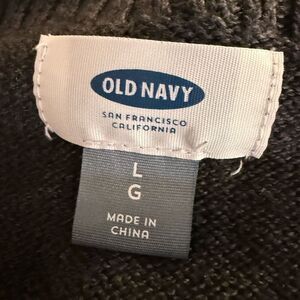 OLD NAVY
SAN FRANCISCO
CALIFORNIA
L
G
MADE IN
CHINA